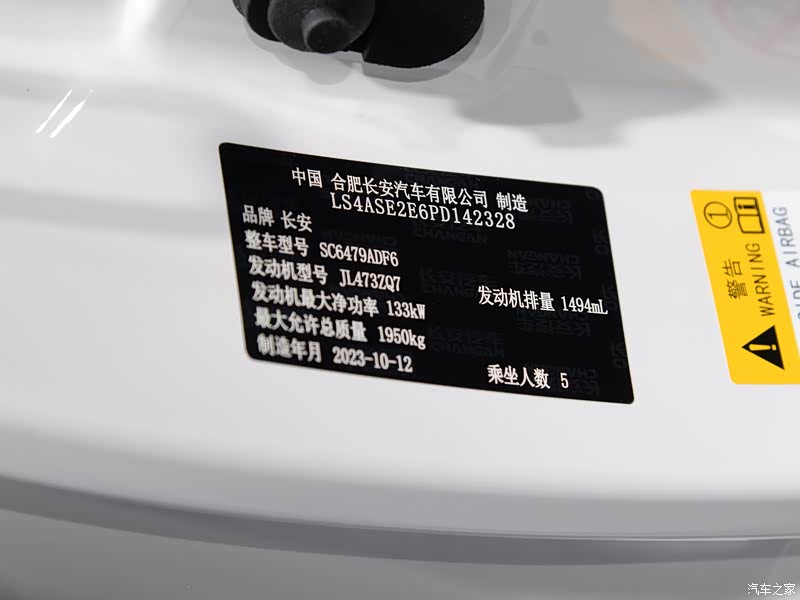 中国 合肥长安汽车有限公司 制造
LS4ASE2E6PD142328
品牌 长安
整车型号 SC6479ADF6
发动机型号 JL473ZQ7
发动机排量 1494mL
发动机最大净功率 133kW
最大允许总质量 1950kg
制造年月 2023-10-12
乘坐人数 5
警告
WARNING
SIDE AIRBAG
汽车之家